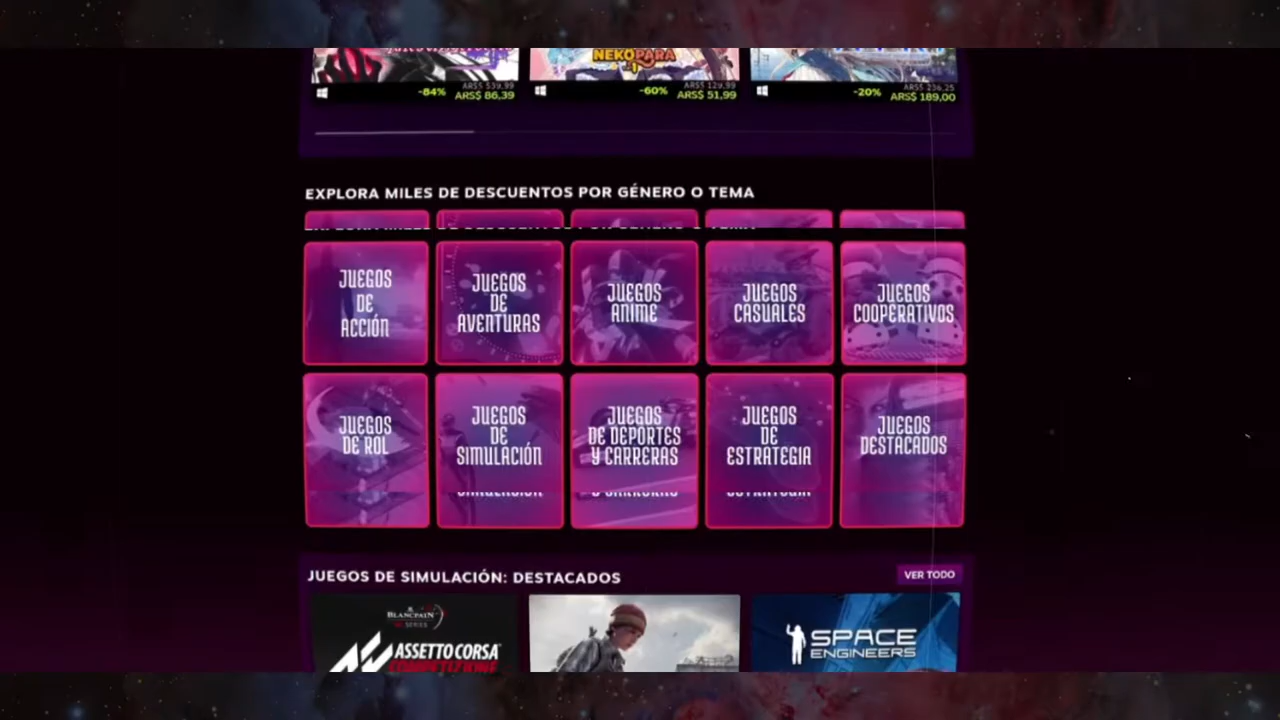 NEKOPARA
-84%
ARS$ 539,99
ARS$ 86,39
-60%
ARS$ 129,99
ARS$ 51,99
-20%
ARS$ 236,25
ARS$ 189,00
EXPLORA MILES DE DESCUENTOS POR GÉNERO O TEMA
JUEGOS
DE
ACCIÓN
JUEGOS
DE
AVENTURAS
JUEGOS
ANIME
JUEGOS
CASUALES
JUEGOS
COOPERATIVOS
JUEGOS
DE ROL
JUEGOS
DE
SIMULACIÓN
JUEGOS
DE DEPORTES
Y CARRERAS
JUEGOS
DE
ESTRATEGIA
JUEGOS
DESTACADOS
JUEGOS DE SIMULACIÓN: DESTACADOS
VER TODO
BLANCPAIN
SERIES
ASSETTO CORSA
COMPETIZIONE
SPACE
ENGINEERS